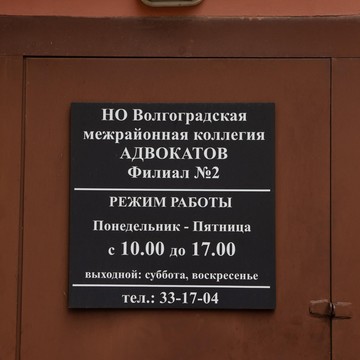 НО Волгоградская
межрайонная коллегия
АДВОКАТОВ
Филиал №2
РЕЖИМ РАБОТЫ
Понедельник - Пятница
с 10.00 до 17.00
выходной: суббота, воскресенье
тел.: 33-17-04